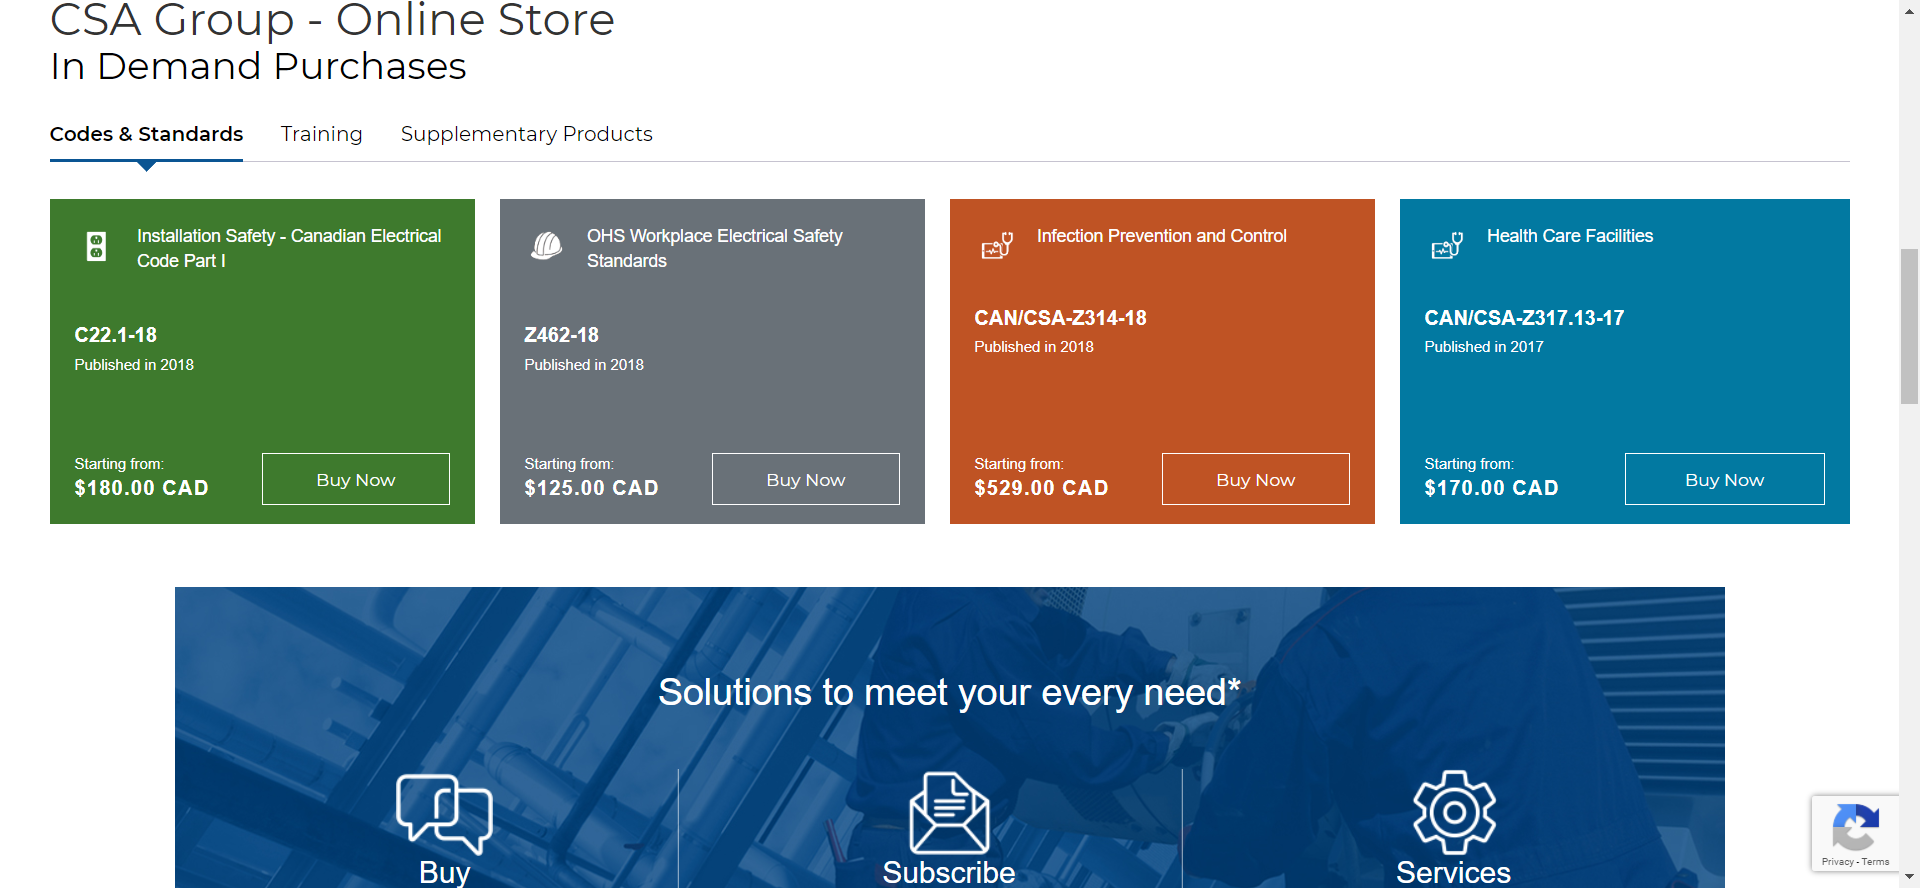 CSA Group - Online Store
In Demand Purchases
Codes & Standards
Training
Supplementary Products
Installation Safety - Canadian Electrical
Code Part I
C22.1-18
Published in 2018
Starting from:
$180.00 CAD
Buy Now
OHS Workplace Electrical Safety
Standards
Z462-18
Published in 2018
Starting from:
$125.00 CAD
Buy Now
Infection Prevention and Control
CAN/CSA-Z314-18
Published in 2018
Starting from:
$529.00 CAD
Buy Now
Health Care Facilities
CAN/CSA-Z317.13-17
Published in 2017
Starting from:
$170.00 CAD
Buy Now
Solutions to meet your every need*
Buy
Subscribe
Services
Privacy - Terms